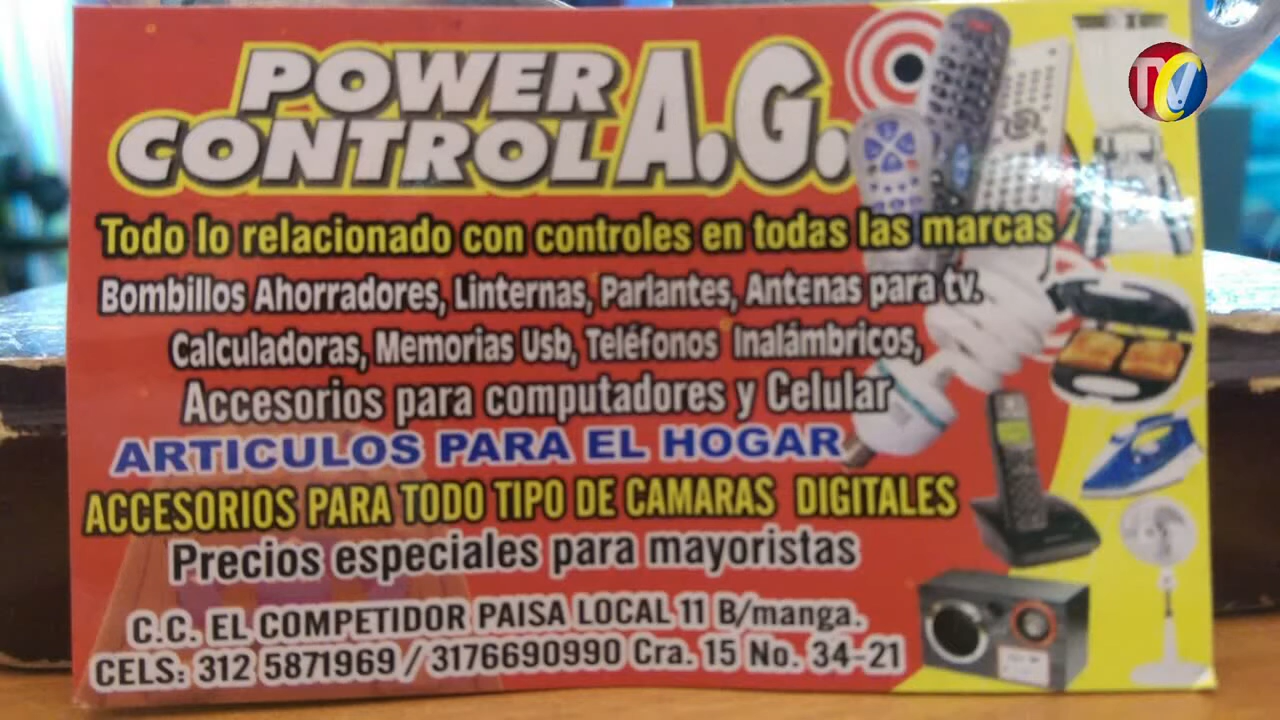 TVC
POWER
CONTROL A.G.
Todo lo relacionado con controles en todas las marcas
Bombillos Ahorradores, Linternas, Parlantes, Antenas para tv.
Calculadoras, Memorias Usb, Teléfonos Inalámbricos,
Accesorios para computadores y Celular
ARTICULOS PARA EL HOGAR
ACCESORIOS PARA TODO TIPO DE CAMARAS DIGITALES
Precios especiales para mayoristas
C.C. EL COMPETIDOR PAISA LOCAL 11 B/manga.
CELS: 312 5871969 / 3176690990 Cra. 15 No. 34-21